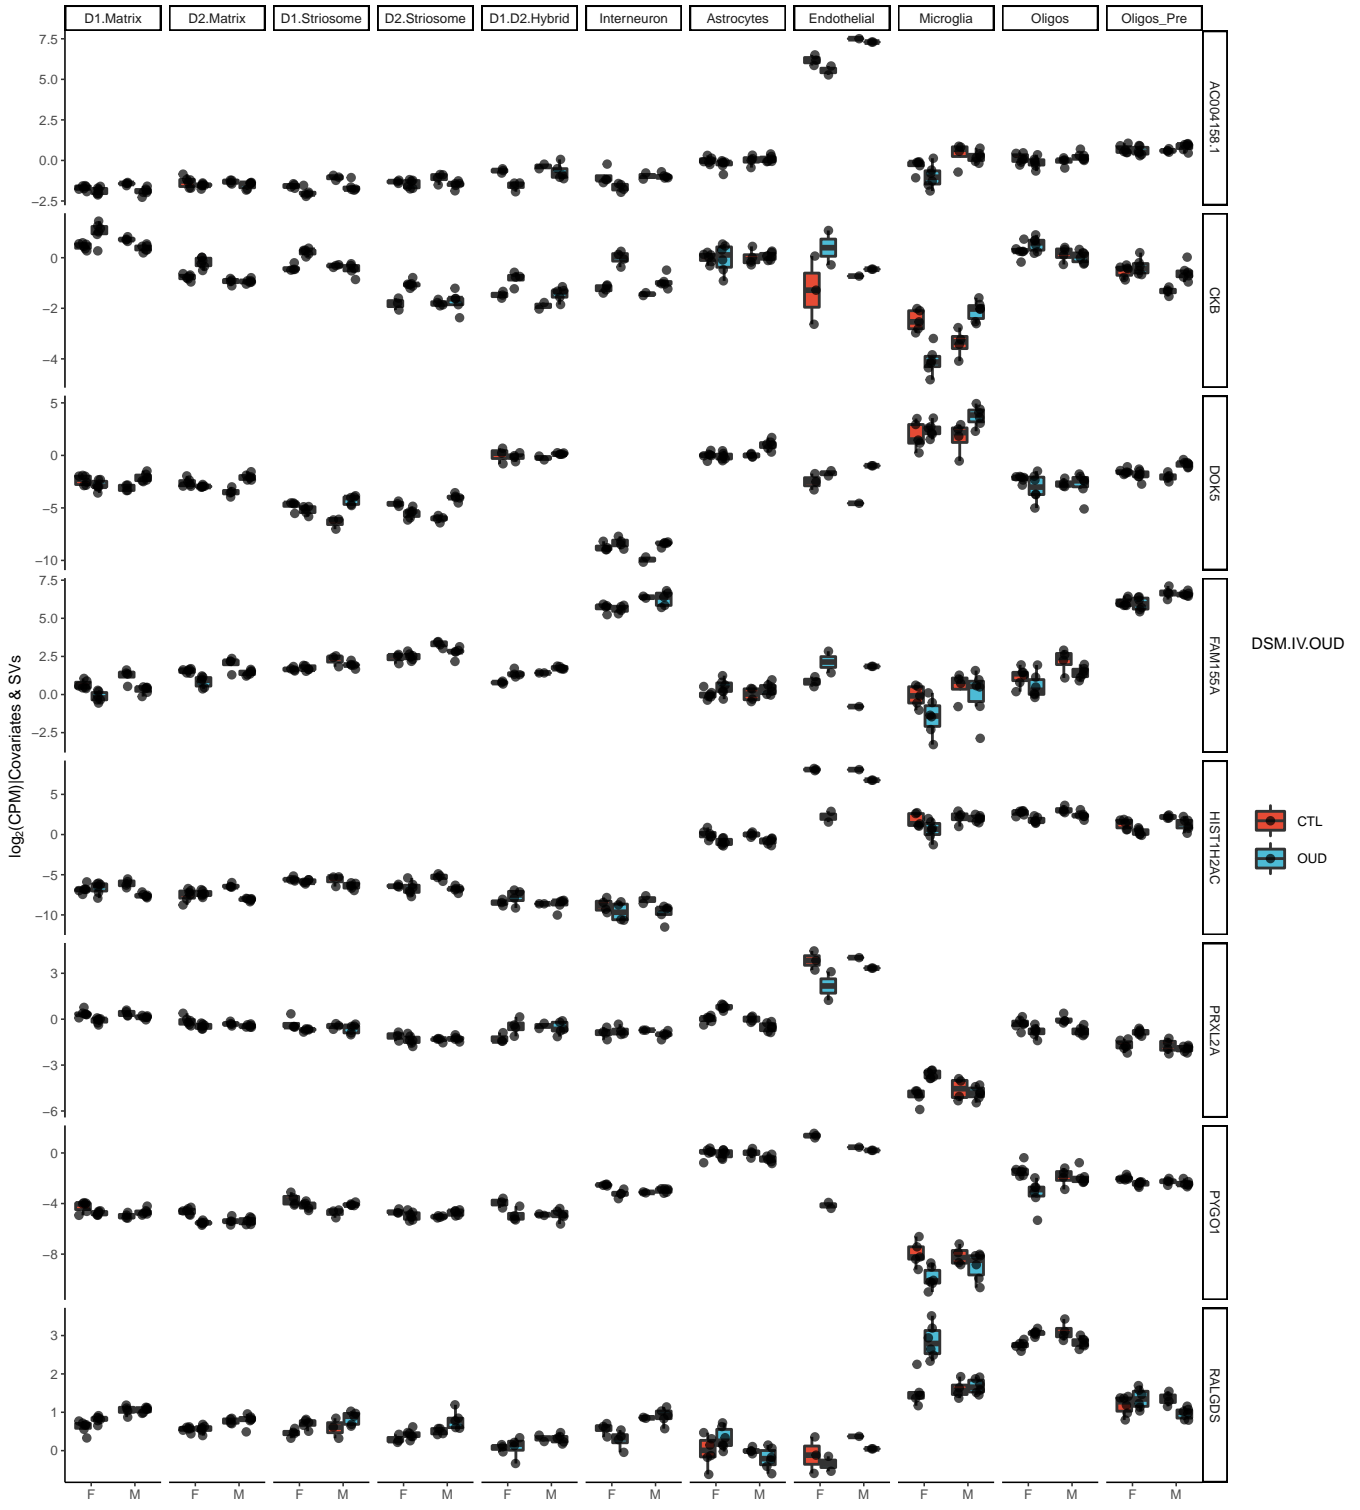 D1.Matrix D2.Matrix D1.Striosome D2.Striosome D1.D2.Hybrid Interneuron Astrocytes Endothelial Microglia Oligos Oligos_Pre
7.5
5.0
2.5
0.0
−2.5
AC004158.1
0
−2
−4
CKB
5
0
−5
−10
DOK5
7.5
5.0
2.5
0.0
−2.5
FAM155A
5
0
−5
−10
HIST1H2AC
3
0
−3
−6
PRXL2A
0
−4
−8
PYGO1
3
2
1
0
RALGDS
F M F M F M F M F M F M F M F M F M F M F M
log₂(CPM)|Covariates & SVs
DSM.IV.OUD
CTL
OUD